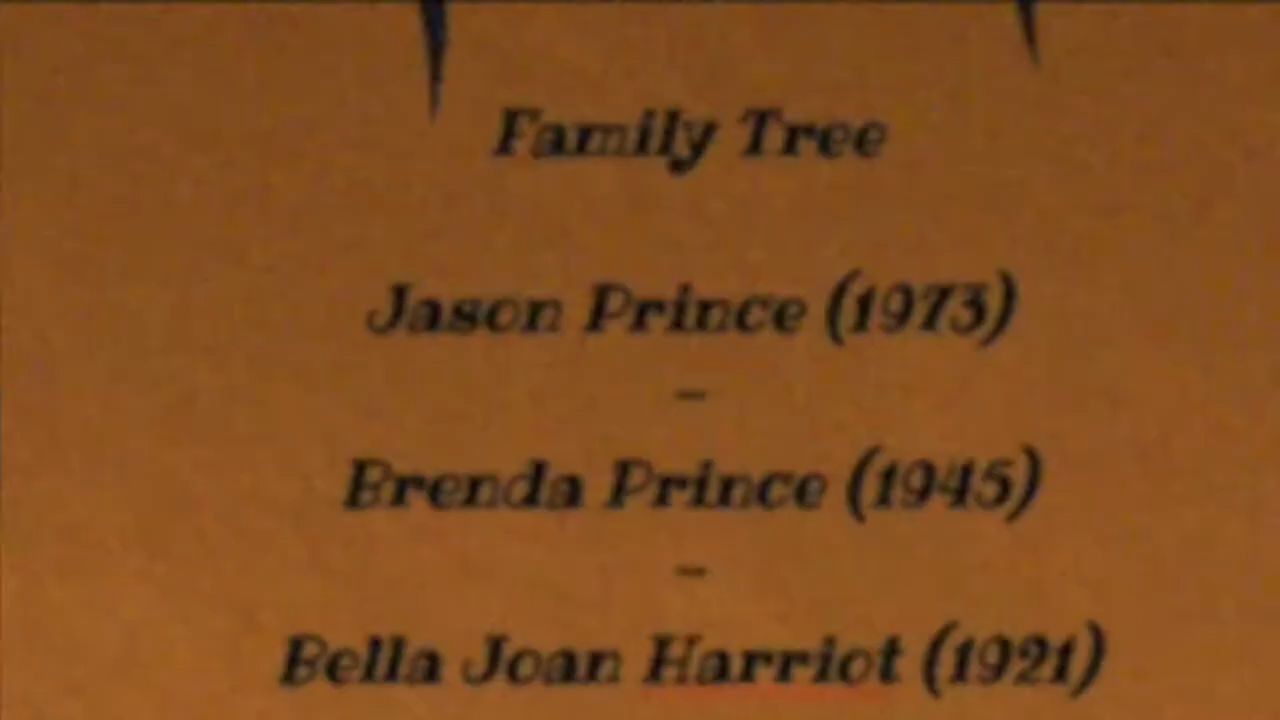 Family Tree
Jason Prince (1973)
-
Brenda Prince (1945)
-
Bella Joan Harriot (1921)